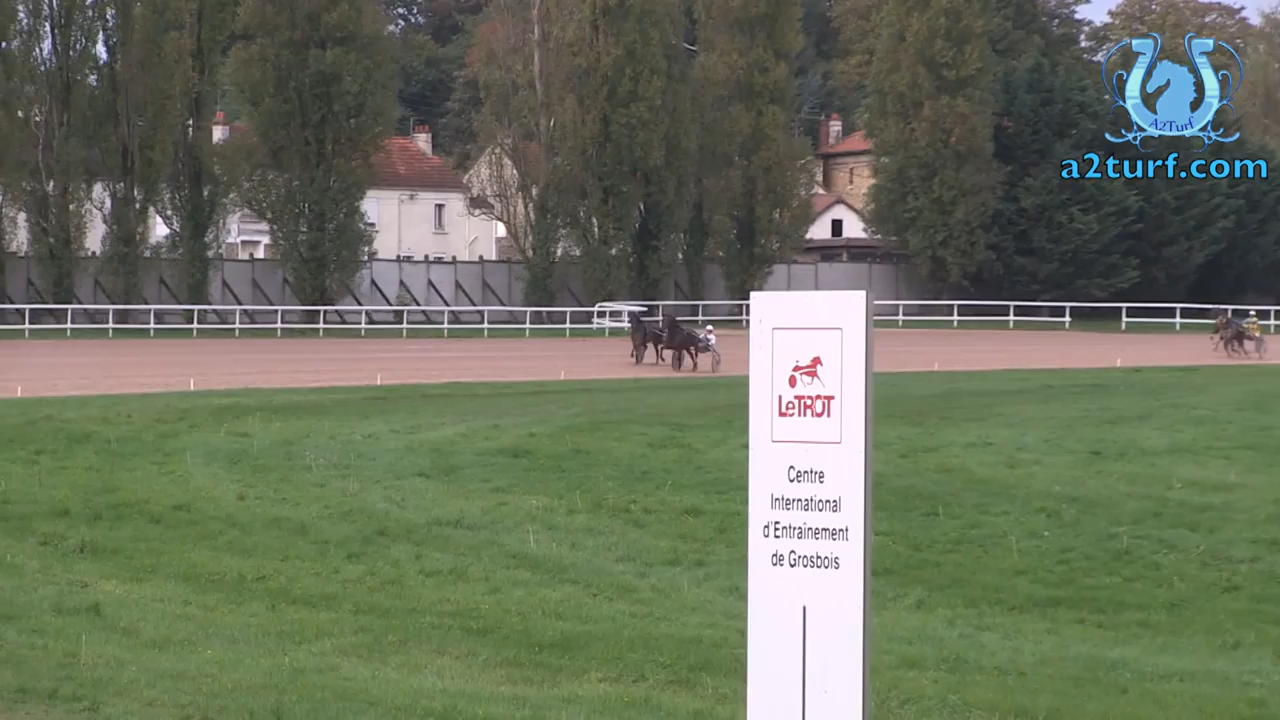 A2Turf
a2turf.com
LeTROT
Centre
International
d'Entraînement
de Grosbois